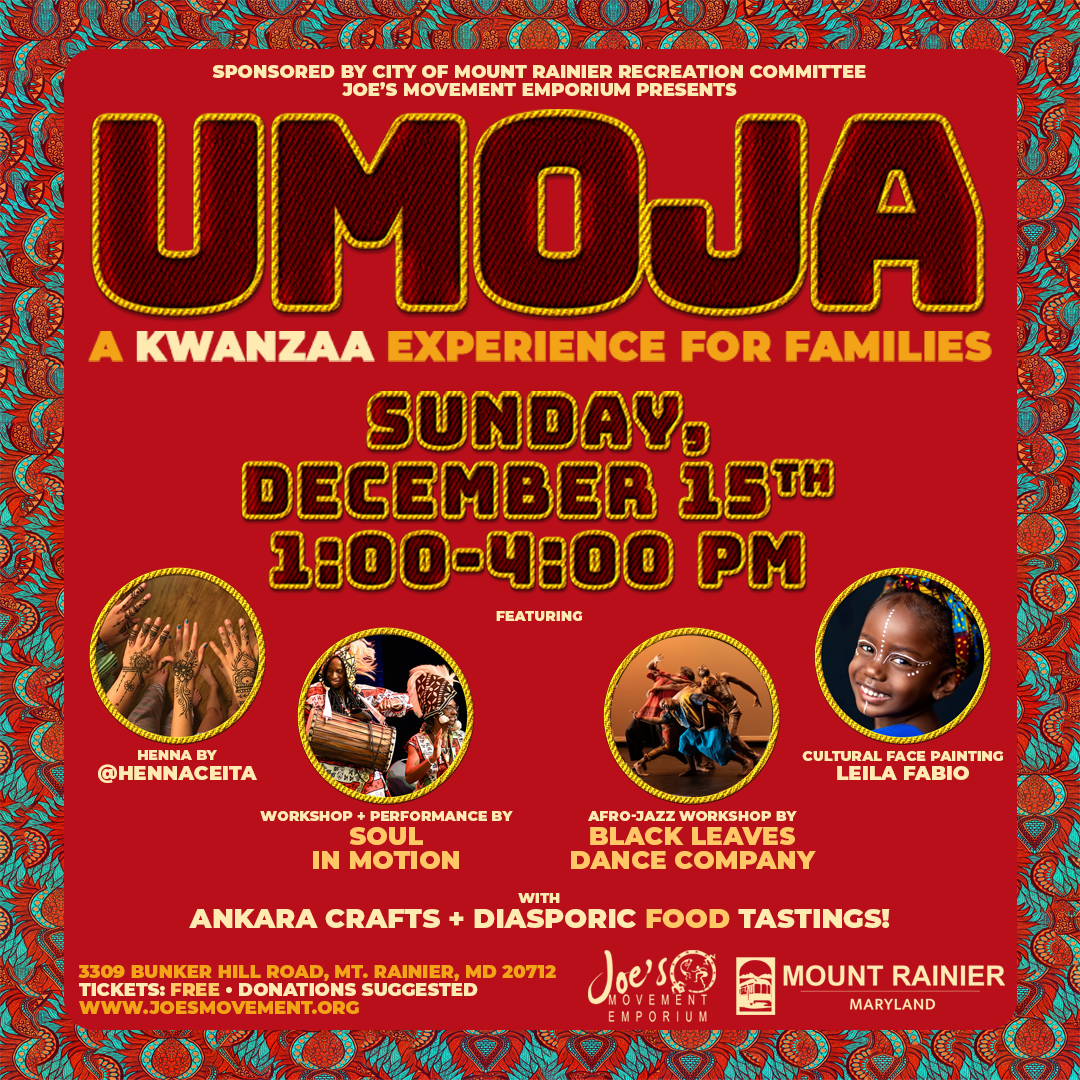 SPONSORED BY CITY OF MOUNT RAINIER RECREATION COMMITTEE
JOE'S MOVEMENT EMPORIUM PRESENTS
UMOJA
A KWANZAA EXPERIENCE FOR FAMILIES
SUNDAY,
DECEMBER 15TH
1:00-4:00 PM
FEATURING
HENNA BY
@HENNACEITA
WORKSHOP + PERFORMANCE BY
SOUL
IN MOTION
AFRO-JAZZ WORKSHOP BY
BLACK LEAVES
DANCE COMPANY
CULTURAL FACE PAINTING
LEILA FABIO
WITH
ANKARA CRAFTS + DIASPORIC FOOD TASTINGS!
3309 BUNKER HILL ROAD, MT. RAINIER, MD 20712
TICKETS: FREE • DONATIONS SUGGESTED
WWW.JOESMOVEMENT.ORG
Joe's
MOVEMENT
EMPORIUM
MOUNT RAINIER
MARYLAND